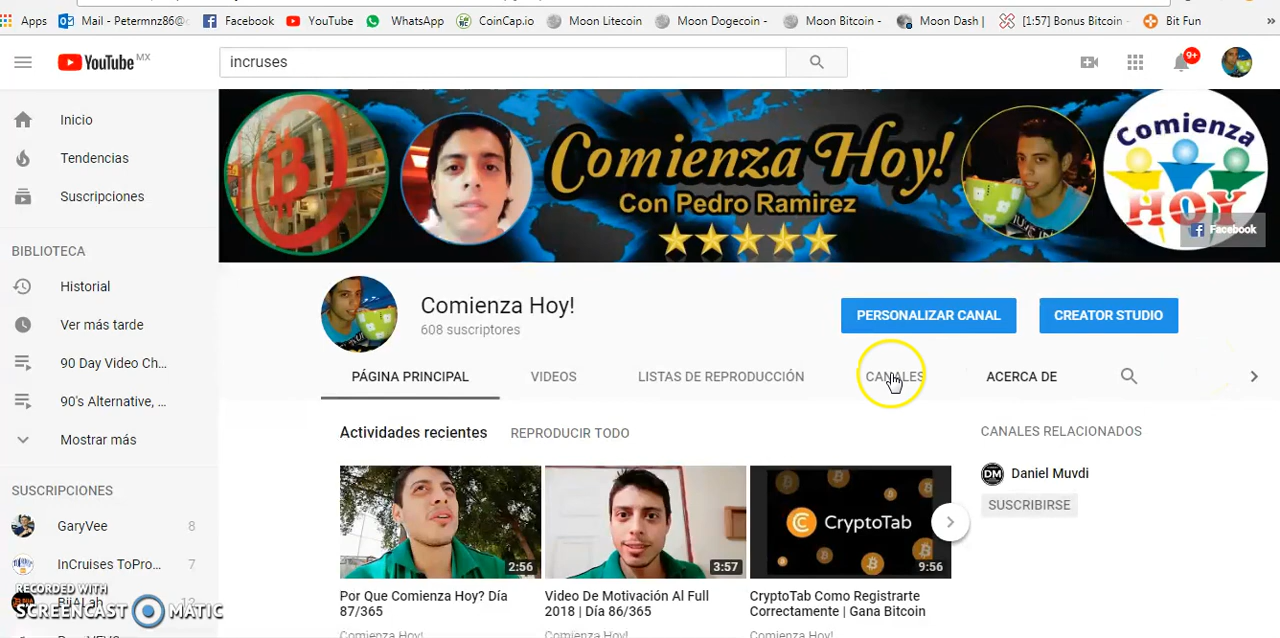 Apps Mail - Petermnz86@ Facebook YouTube WhatsApp CoinCap.io Moon Litecoin Moon Dogecoin - Moon Bitcoin - Moon Dash | [1:57] Bonus Bitcoin Bit Fun »
YouTube MX incruses 9+
Inicio
Tendencias
Suscripciones
BIBLIOTECA
Historial
Ver más tarde
90 Day Video Ch...
90's Alternative, ...
Mostrar más
SUSCRIPCIONES
GaryVee 8
InCruises ToPro... 7
RECORDED WITH
SCREENCAST MATIC
Comienza Hoy!
Con Pedro Ramirez
Comienza
HOY
Facebook
Comienza Hoy!
608 suscriptores
PERSONALIZAR CANAL CREATOR STUDIO
PÁGINA PRINCIPAL VIDEOS LISTAS DE REPRODUCCIÓN CANALES ACERCA DE
Actividades recientes REPRODUCIR TODO
CANALES RELACIONADOS
DM Daniel Muvdi
SUSCRIBIRSE
CryptoTab
2:56 3:57 9:56
Por Que Comienza Hoy? Día
87/365
Video De Motivación Al Full
2018 | Día 86/365
CryptoTab Como Registrarte
Correctamente | Gana Bitcoin
Comienza Hoy! Comienza Hoy! Comienza Hoy!